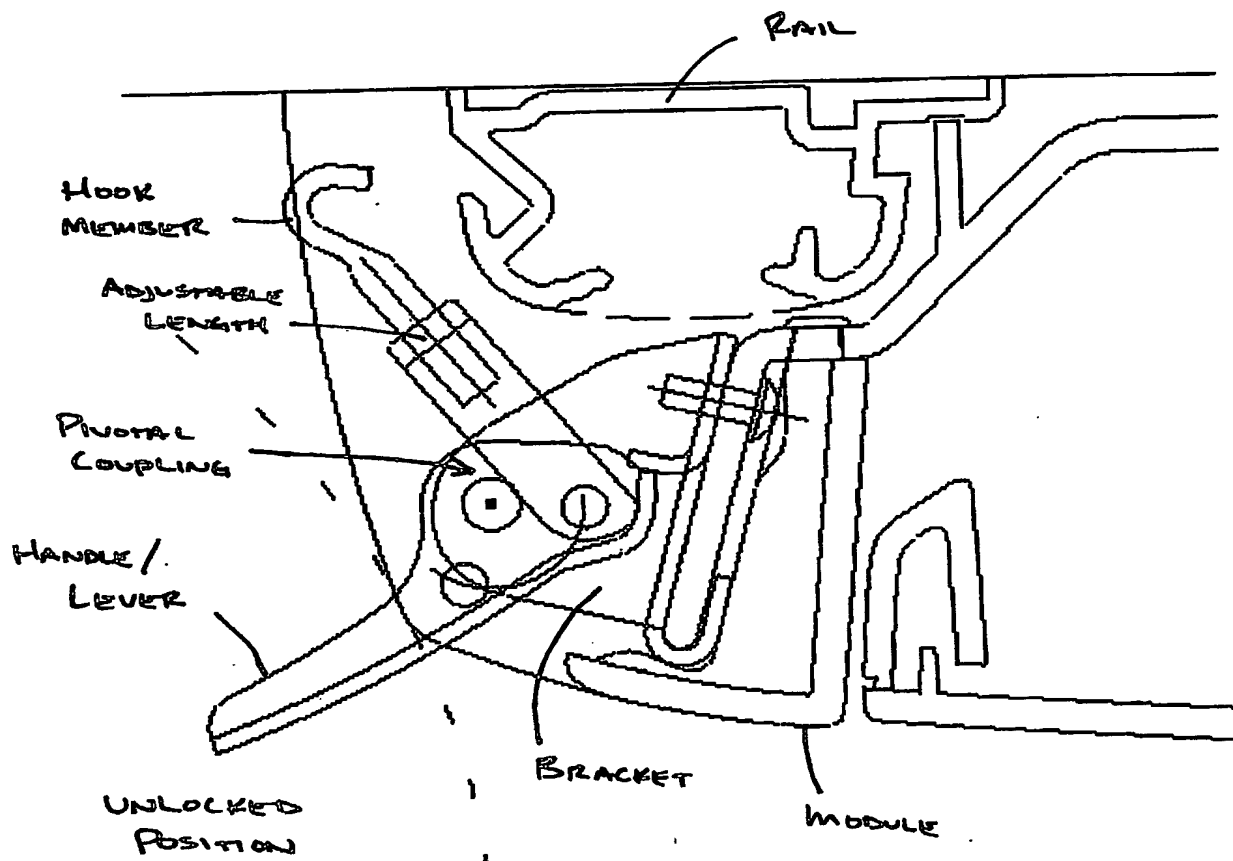 RAIL
HOOK
MEMBER
ADJUSTABLE
LENGTH
PIVOTAL
COUPLING
HANDLE/
LEVER
BRACKET
MODULE
UNLOCKED
POSITION